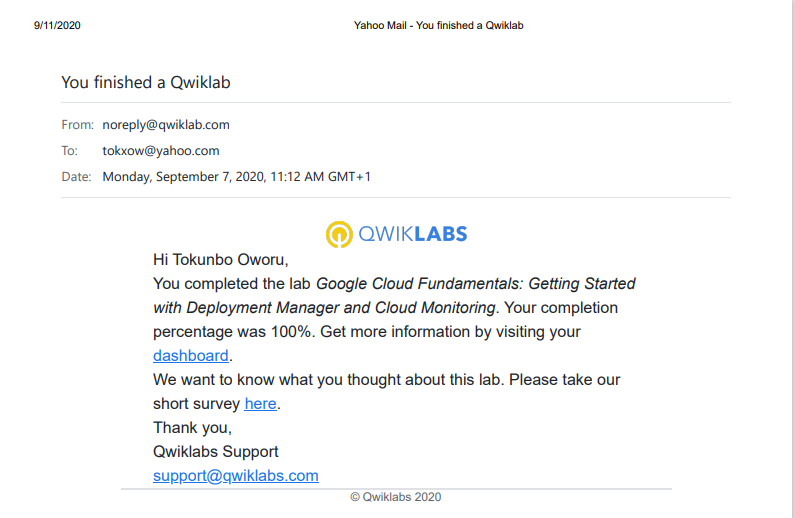 9/11/2020 Yahoo Mail - You finished a Qwiklab
You finished a Qwiklab
From: noreply@qwiklab.com
To: tokxow@yahoo.com
Date: Monday, September 7, 2020, 11:12 AM GMT+1
QWIKLABS
Hi Tokunbo Oworu,
You completed the lab Google Cloud Fundamentals: Getting Started
with Deployment Manager and Cloud Monitoring. Your completion
percentage was 100%. Get more information by visiting your
dashboard.
We want to know what you thought about this lab. Please take our
short survey here.
Thank you,
Qwiklabs Support
support@qwiklabs.com
© Qwiklabs 2020